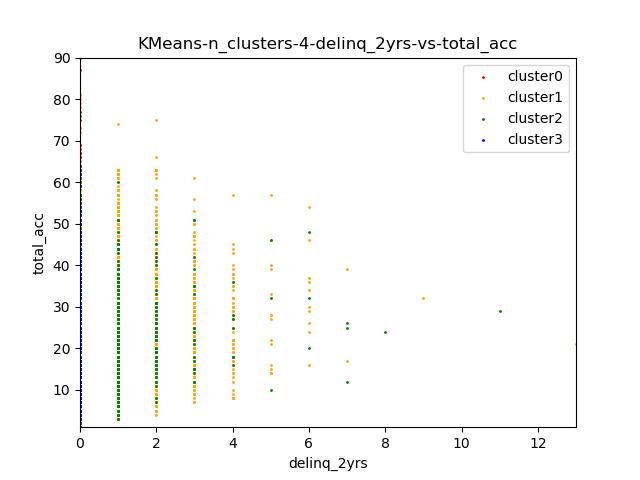 KMeans-n_clusters-4-delinq_2yrs-vs-total_acc
90
80
70
60
50
40
30
20
10
total_acc
cluster0
cluster1
cluster2
cluster3
0 2 4 6 8 10 12
delinq_2yrs